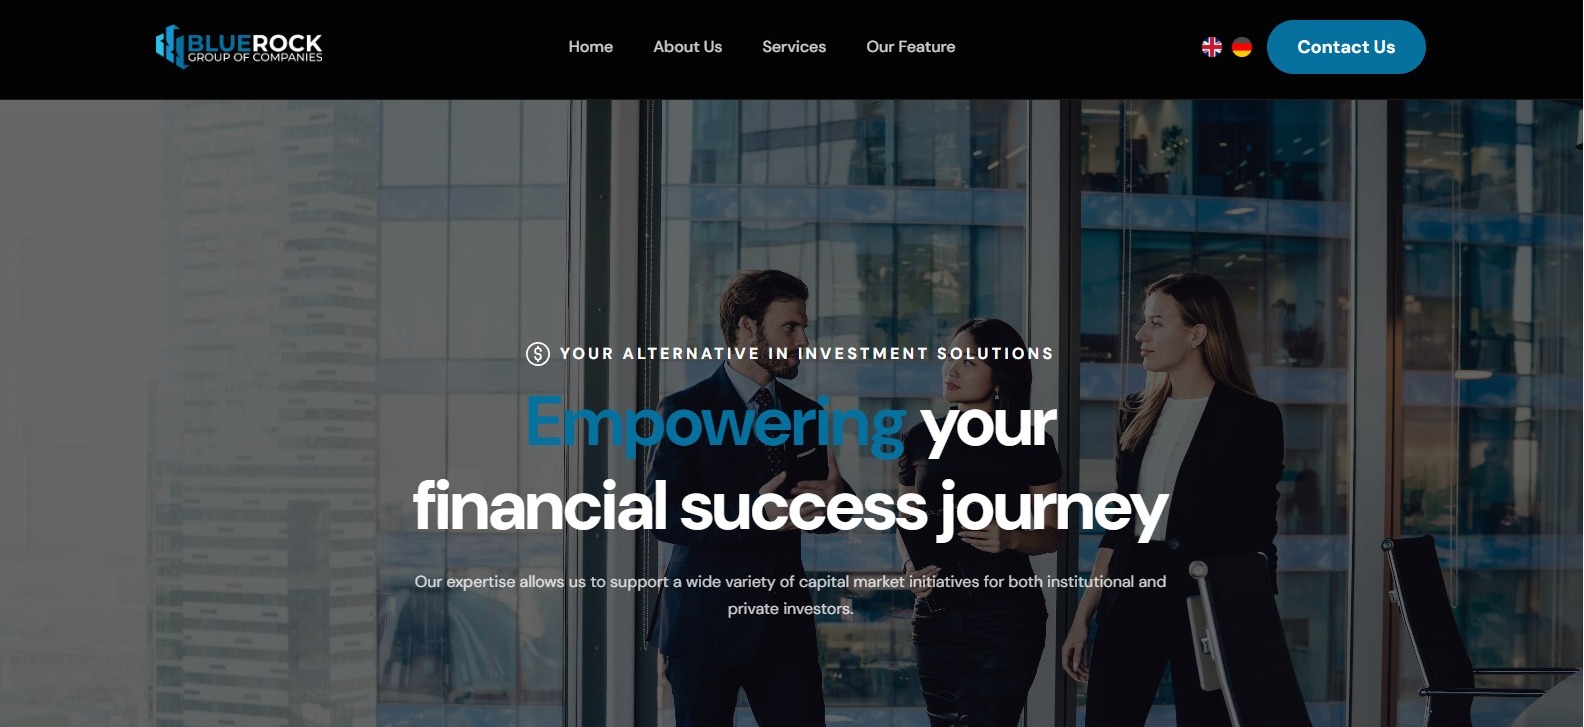 BLUEROCK
GROUP OF COMPANIES
Home
About Us
Services
Our Feature
Contact Us
YOUR ALTERNATIVE IN INVESTMENT SOLUTIONS
Empowering your
financial success journey
Our expertise allows us to support a wide variety of capital market initiatives for both institutional and
private investors.